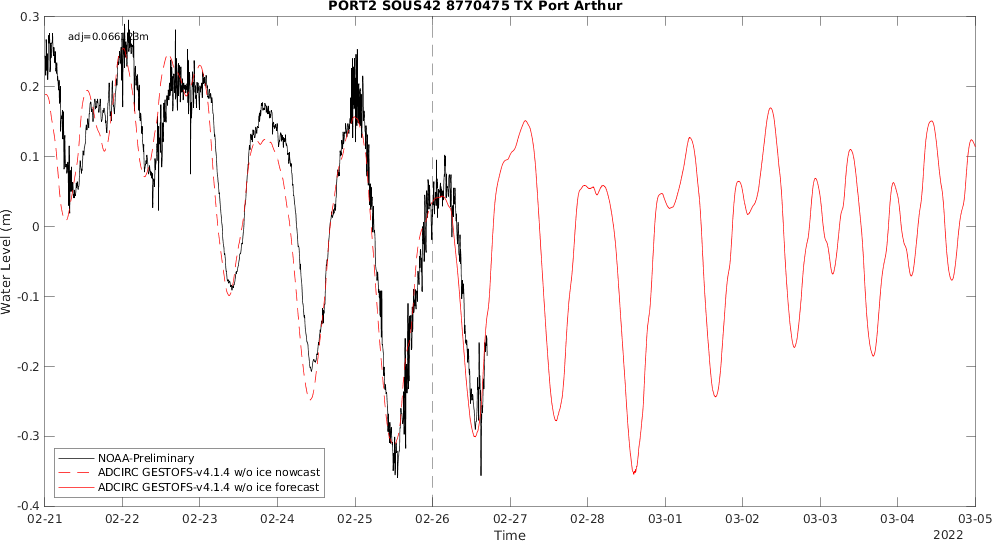 PORT2 SOUS42 8770475 TX Port Arthur
0.3
0.2
0.1
0
-0.1
-0.2
-0.3
-0.4
Water Level (m)
NOAA-Preliminary
ADCIRC GESTOFS-v4.1.4 w/o ice nowcast
ADCIRC GESTOFS-v4.1.4 w/o ice forecast
02-21 02-22 02-23 02-24 02-25 02-26 02-27 02-28 03-01 03-02 03-03 03-04 03-05
Time
2022